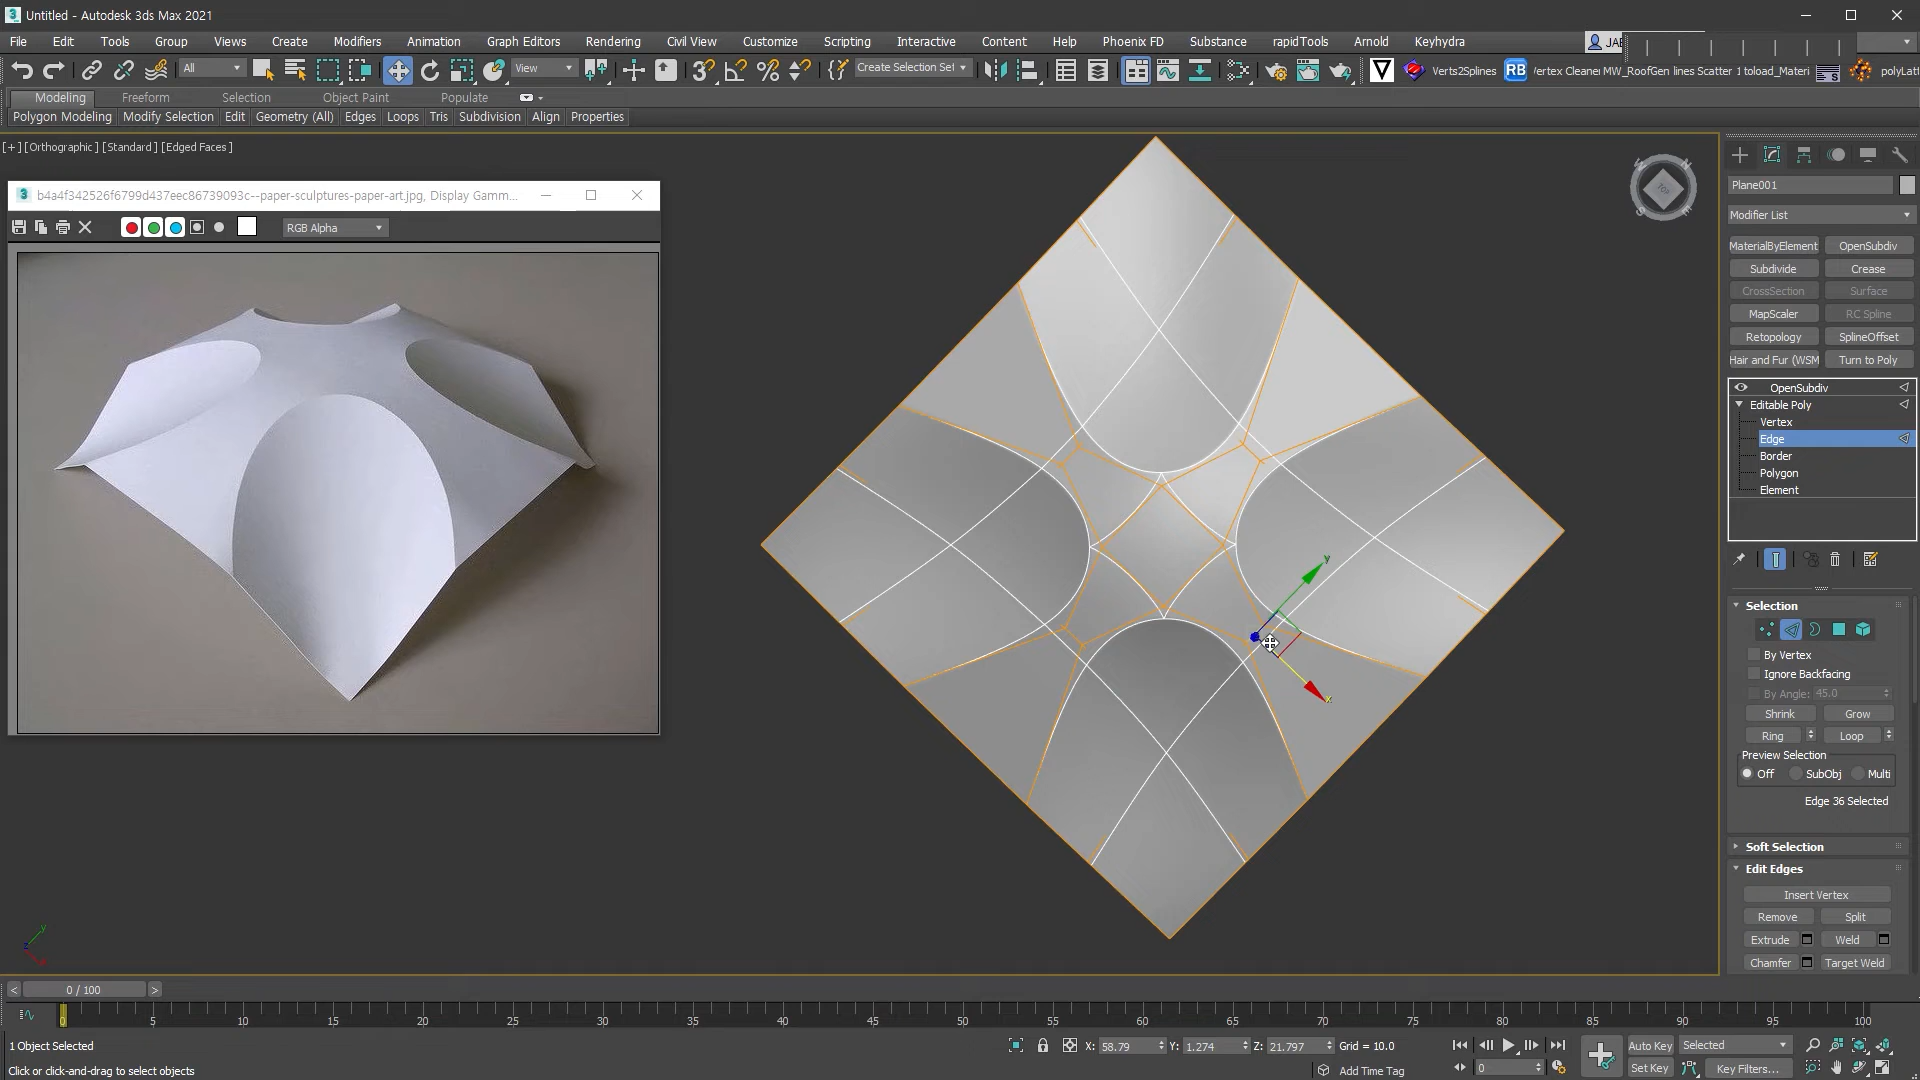 Untitled - Autodesk 3ds Max 2021
File Edit Tools Group Views Create Modifiers Animation Graph Editors Rendering Civil View Customize Scripting Interactive Content Help Phoenix FD Substance rapidTools Arnold Keyhydra
All View Create Selection Set Verts2Splines RB MW_RoofGen lines Scatter 1 toload_Materi
Modeling Freeform Selection Object Paint Populate
Polygon Modeling Modify Selection Edit Geometry (All) Edges Loops Tris Subdivision Align Properties
[+] [Orthographic] [Standard] [Edged Faces]
b4a4f342526f6799d437eec86739093c--paper-sculptures-paper-art.jpg, Display Gamm...
RGB Alpha
y
x
Plane001
Modifier List
MaterialByElement OpenSubdiv
Subdivide Crease
CrossSection Surface
MapScaler RC Spline
Retopology SplineOffset
Hair and Fur (WSM Turn to Poly
OpenSubdiv
Editable Poly
Vertex
Edge
Border
Polygon
Element
Selection
By Vertex
Ignore Backfacing
By Angle: 45.0
Shrink Grow
Ring Loop
Preview Selection
Off SubObj Multi
Edge 36 Selected
Soft Selection
Edit Edges
Insert Vertex
Remove Split
Extrude Weld
Chamfer Target Weld
< 0 / 100 >
0 5 10 15 20 25 30 35 40 45 50 55 60 65 70 75 80 85 90 95 100
1 Object Selected X: 58.79 Y: 1.274 Z: 21.797 Grid = 10.0 Auto Key Selected
Click or click-and-drag to select objects Add Time Tag 0 Set Key Key Filters...